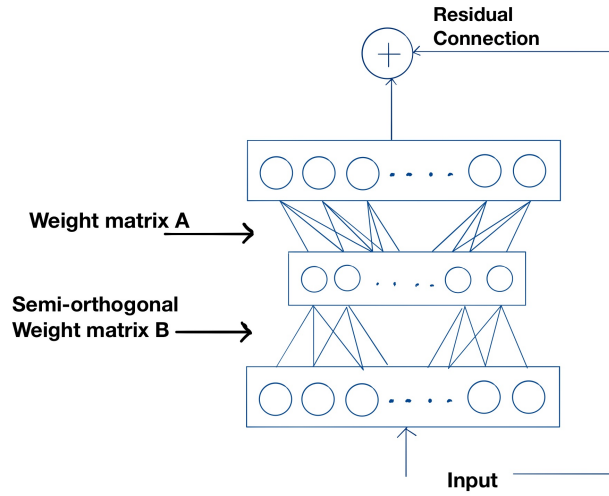 Residual
Connection
Weight matrix A
Semi-orthogonal
Weight matrix B
Input